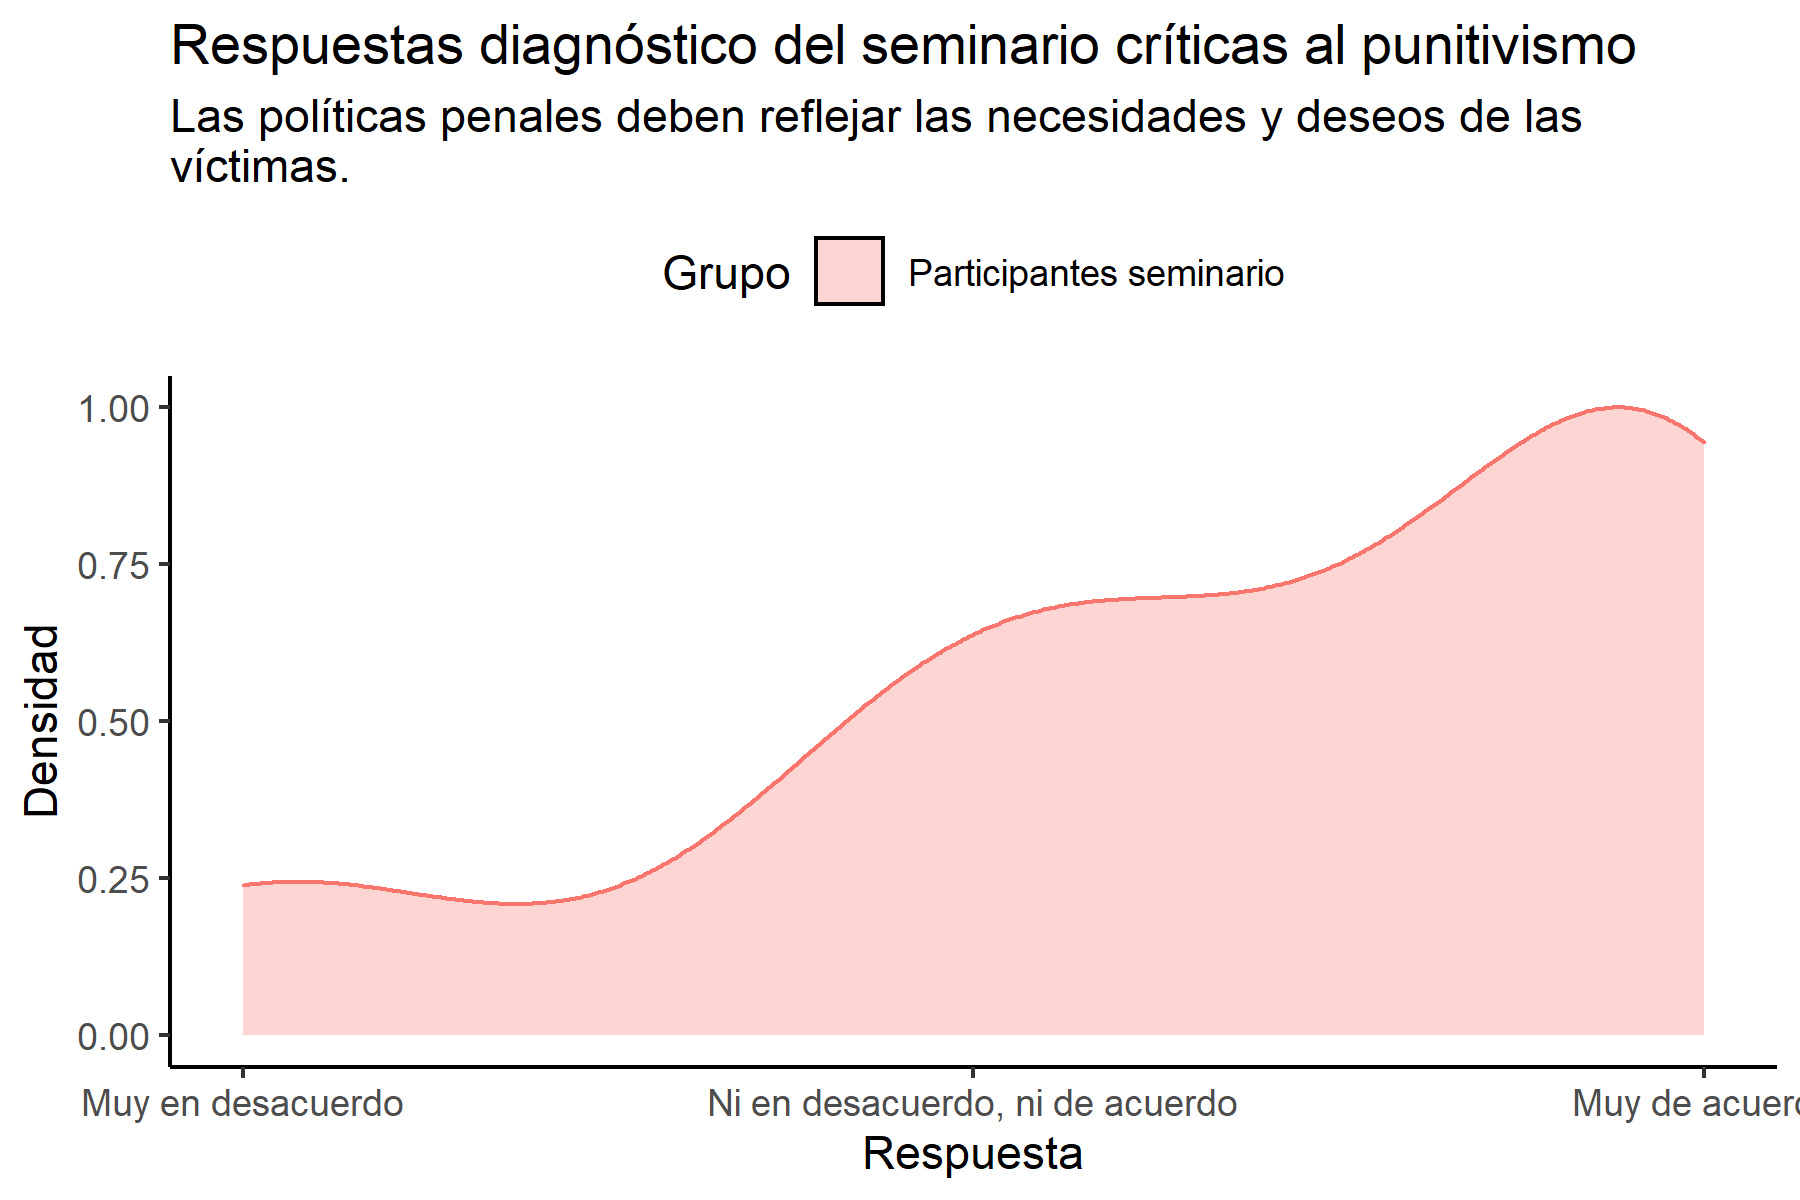 Respuestas diagnóstico del seminario críticas al punitivismo
Las políticas penales deben reflejar las necesidades y deseos de las
víctimas.
Grupo Participantes seminario
1.00
0.75
0.50
0.25
0.00
Densidad
Muy en desacuerdo Ni en desacuerdo, ni de acuerdo Muy de
Respuesta